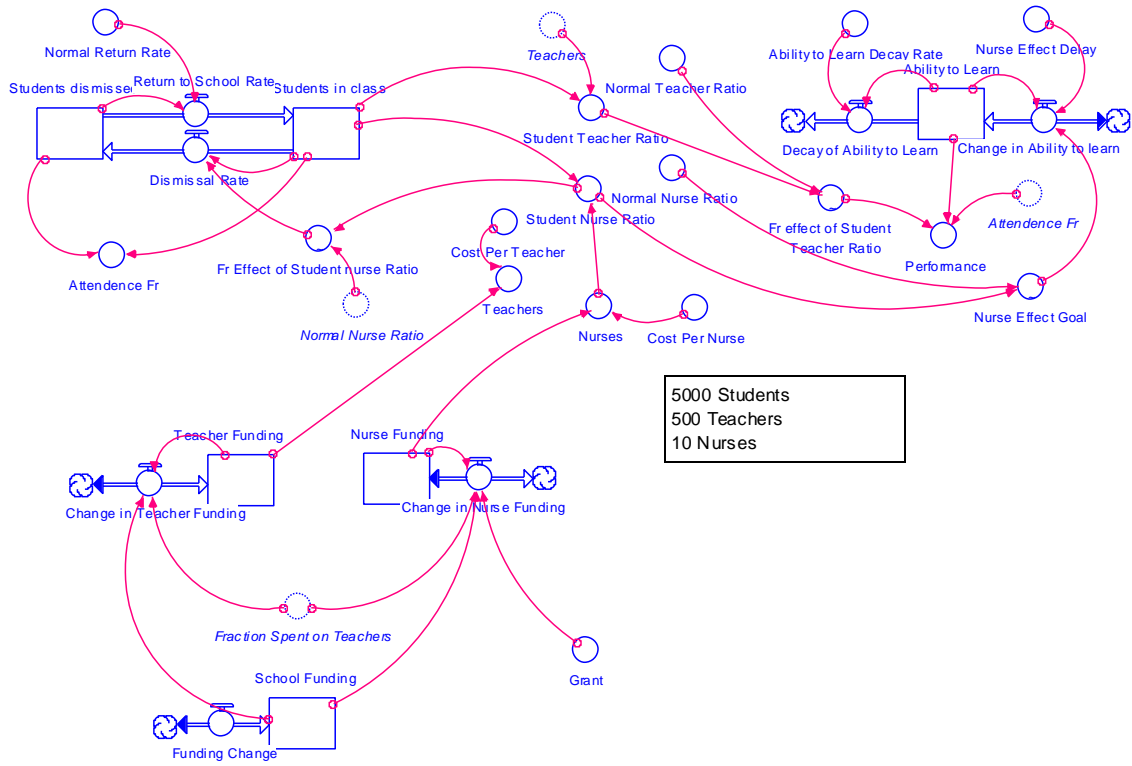 Normal Return Rate
Teachers
Ability to Learn Decay Rate
Nurse Effect Delay
Normal Teacher Ratio
Students dismissed
Return to School Rate
Students in class
Ability to Learn
Student Teacher Ratio
Decay of Ability to Learn
Change in Ability to learn
Dismissal Rate
Normal Nurse Ratio
Student Nurse Ratio
Fr effect of Student
Teacher Ratio
Attendence Fr
Cost Per Teacher
Fr Effect of Student nurse Ratio
Performance
Attendence Fr
Teachers
Nurse Effect Goal
Normal Nurse Ratio
Nurses
Cost Per Nurse
5000 Students
500 Teachers
10 Nurses
Teacher Funding
Nurse Funding
Change in Teacher Funding
Change in Nurse Funding
Fraction Spent on Teachers
School Funding
Grant
Funding Change